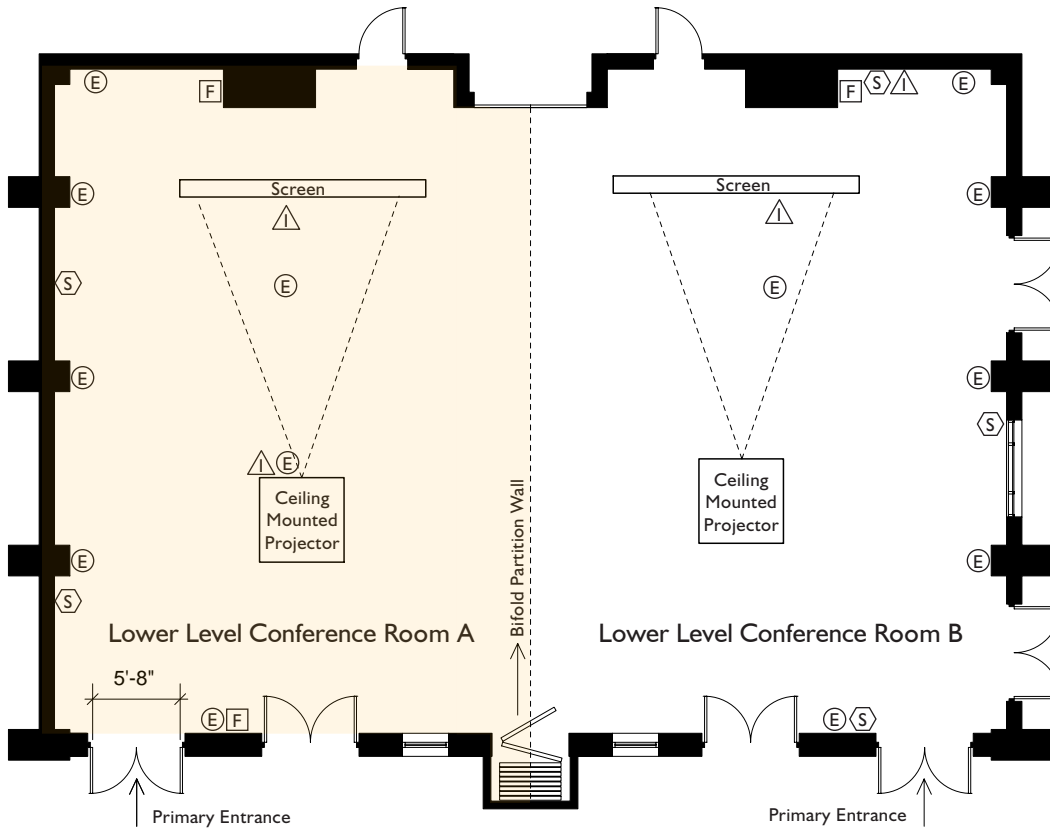 E
F
F
S
I
E
E
Screen
Screen
E
I
I
S
E
E
E
E
S
I
E
Ceiling
Mounted
Projector
Ceiling
Mounted
Projector
Bifold Partition Wall
E
E
S
Lower Level Conference Room A
Lower Level Conference Room B
5'-8"
E
F
E
S
Primary Entrance
Primary Entrance